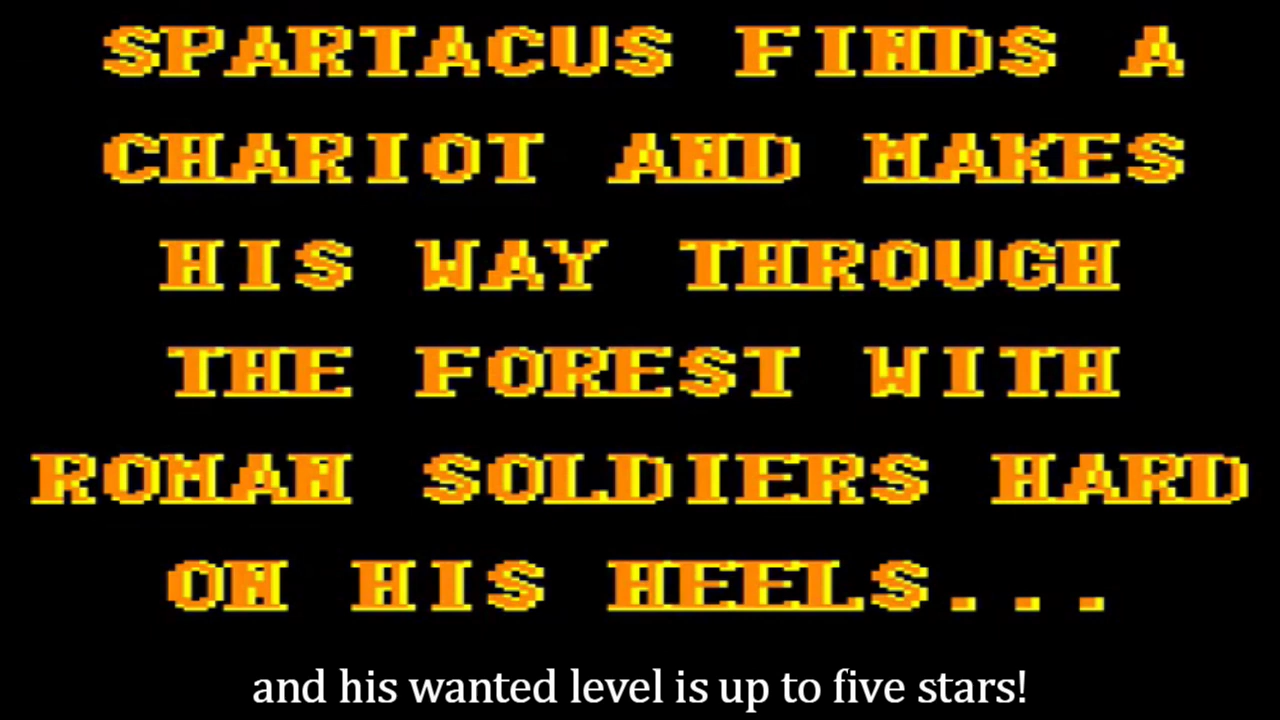 SPARTACUS FINDS A
CHARIOT AND MAKES
HIS WAY THROUGH
THE FOREST WITH
ROMAN SOLDIERS HARD
ON HIS HEELS...
and his wanted level is up to five stars!